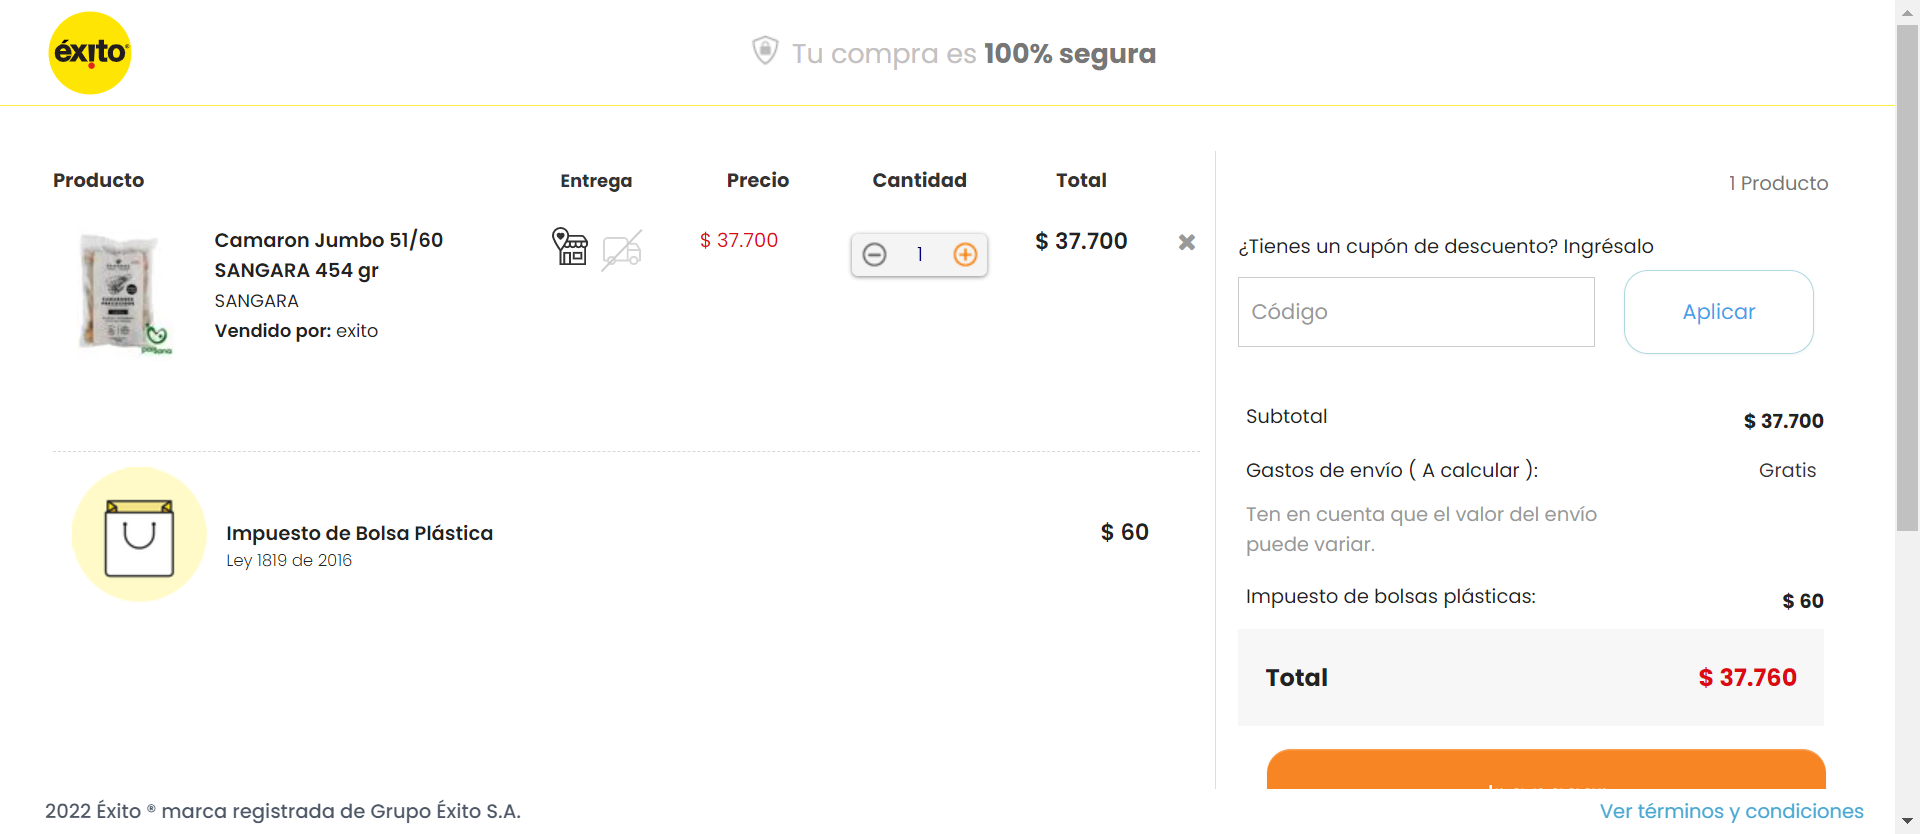 éxito
Tu compra es 100% segura
Producto
Entrega
Precio
Cantidad
Total
Camaron Jumbo 51/60
SANGARA 454 gr
SANGARA
Vendido por: exito
$ 37.700
1
$ 37.700
Impuesto de Bolsa Plástica
Ley 1819 de 2016
$ 60
1 Producto
¿Tienes un cupón de descuento? Ingrésalo
Código
Aplicar
Subtotal
$ 37.700
Gastos de envío ( A calcular ):
Gratis
Ten en cuenta que el valor del envío
puede variar.
Impuesto de bolsas plásticas:
$ 60
Total
$ 37.760
2022 Éxito ® marca registrada de Grupo Éxito S.A.
Ver términos y condiciones